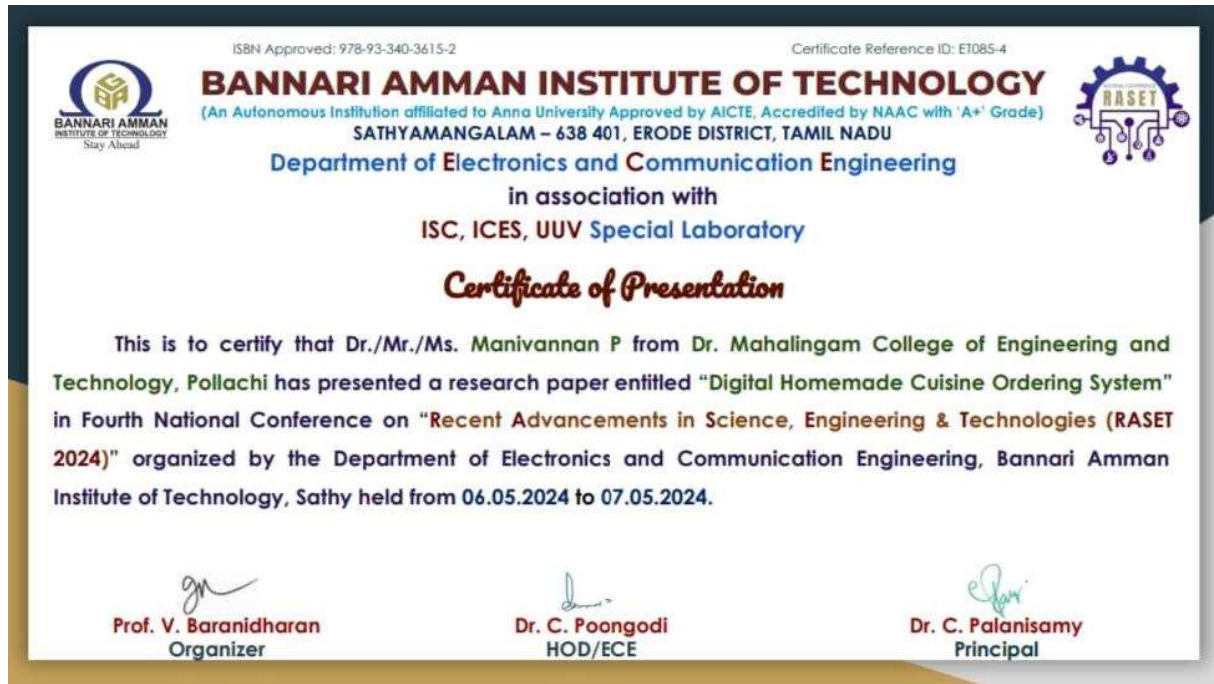 ISBN Approved: 978-93-340-3615-2
Certificate Reference ID: ET085-4
BANNARI AMMAN INSTITUTE OF TECHNOLOGY
(An Autonomous Institution affiliated to Anna University Approved by AICTE, Accredited by NAAC with 'A+' Grade)
SATHYAMANGALAM – 638 401, ERODE DISTRICT, TAMIL NADU
BANNARI AMMAN
INSTITUTE OF TECHNOLOGY
Stay Ahead
RASET
Department of Electronics and Communication Engineering
in association with
ISC, ICES, UUV Special Laboratory
Certificate of Presentation
This is to certify that Dr./Mr./Ms. Manivannan P from Dr. Mahalingam College of Engineering and
Technology, Pollachi has presented a research paper entitled “Digital Homemade Cuisine Ordering System”
in Fourth National Conference on “Recent Advancements in Science, Engineering & Technologies (RASET
2024)” organized by the Department of Electronics and Communication Engineering, Bannari Amman
Institute of Technology, Sathy held from 06.05.2024 to 07.05.2024.
Prof. V. Baranidharan
Organizer
Dr. C. Poongodi
HOD/ECE
Dr. C. Palanisamy
Principal